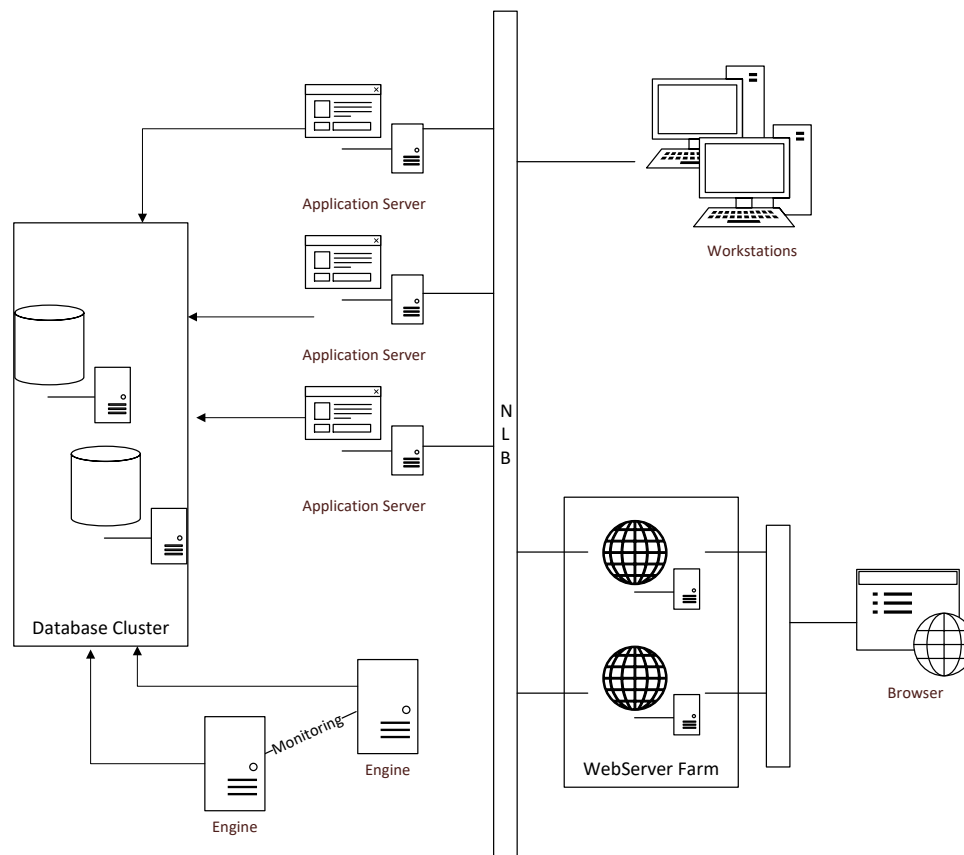 Application Server
Workstations
Application Server
N
L
B
Application Server
Database Cluster
Monitoring
Engine
Engine
WebServer Farm
Browser